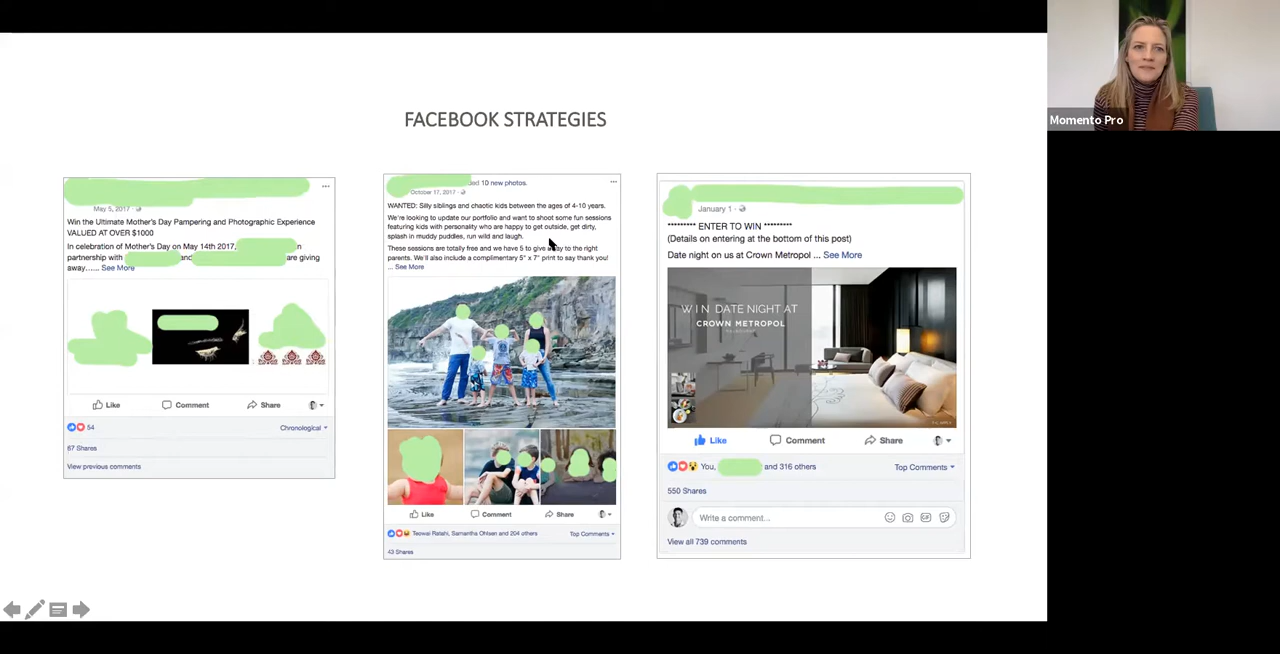 FACEBOOK STRATEGIES
Momento Pro
May 5, 2017
Win the Ultimate Mother's Day Pampering and Photographic Experience
VALUED AT OVER $1000
In celebration of Mother's Day on May 14th 2017,
partnership with
are giving
away…... See More
Like
Comment
Share
54
Chronological
67 Shares
View previous comments
ed 10 new photos.
October 17, 2017
WANTED: Silly siblings and chaotic kids between the ages of 4-10 years.
We're looking to update our portfolio and want to shoot some fun sessions
featuring kids with personality who are happy to get outside, get dirty,
splash in muddy puddles, run wild and laugh.
These sessions are totally free and we have 5 to give away to the right
parents. We'll also include a complimentary 5" x 7" print to say thank you!
... See More
Like
Comment
Share
and 204 others
Top Comments
43 Shares
January 1
********* ENTER TO WIN *********
(Details on entering at the bottom of this post)
Date night on us at Crown Metropol ... See More
WIN DATE NIGHT AT
CROWN METROPOL
Like
Comment
Share
You,
and 316 others
Top Comments
550 Shares
Write a comment...
GIF
View all 739 comments